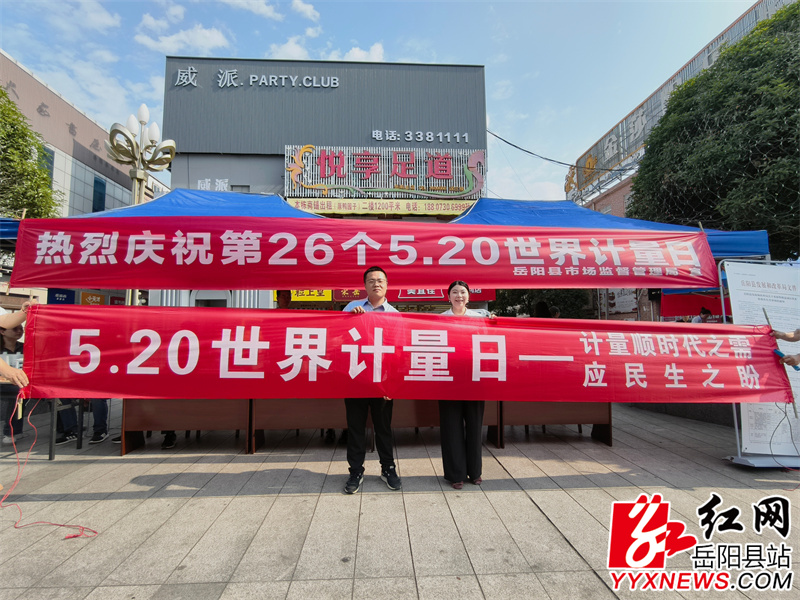 威派.PARTY.CLUB
电话:3381111
悦享足道
威派
热烈庆祝第26个5.20世界计量日
岳阳县市场监督管理局 宣
5.20世界计量日—计量顺时代之需
应民生之盼
红网
岳阳县站
YYXNEWS.COM